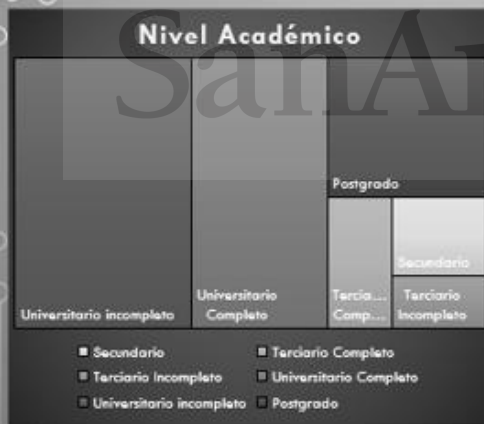 SanAr
Nivel Académico
Postgrado
Secundario
Universitario
Tercia...
Terciario
Universitario incompleto
Completo
Comp...
Incompleto
Secundario
Terciario Completo
Terciario Incompleto
Universitario Completo
Universitario incompleto
Postgrado